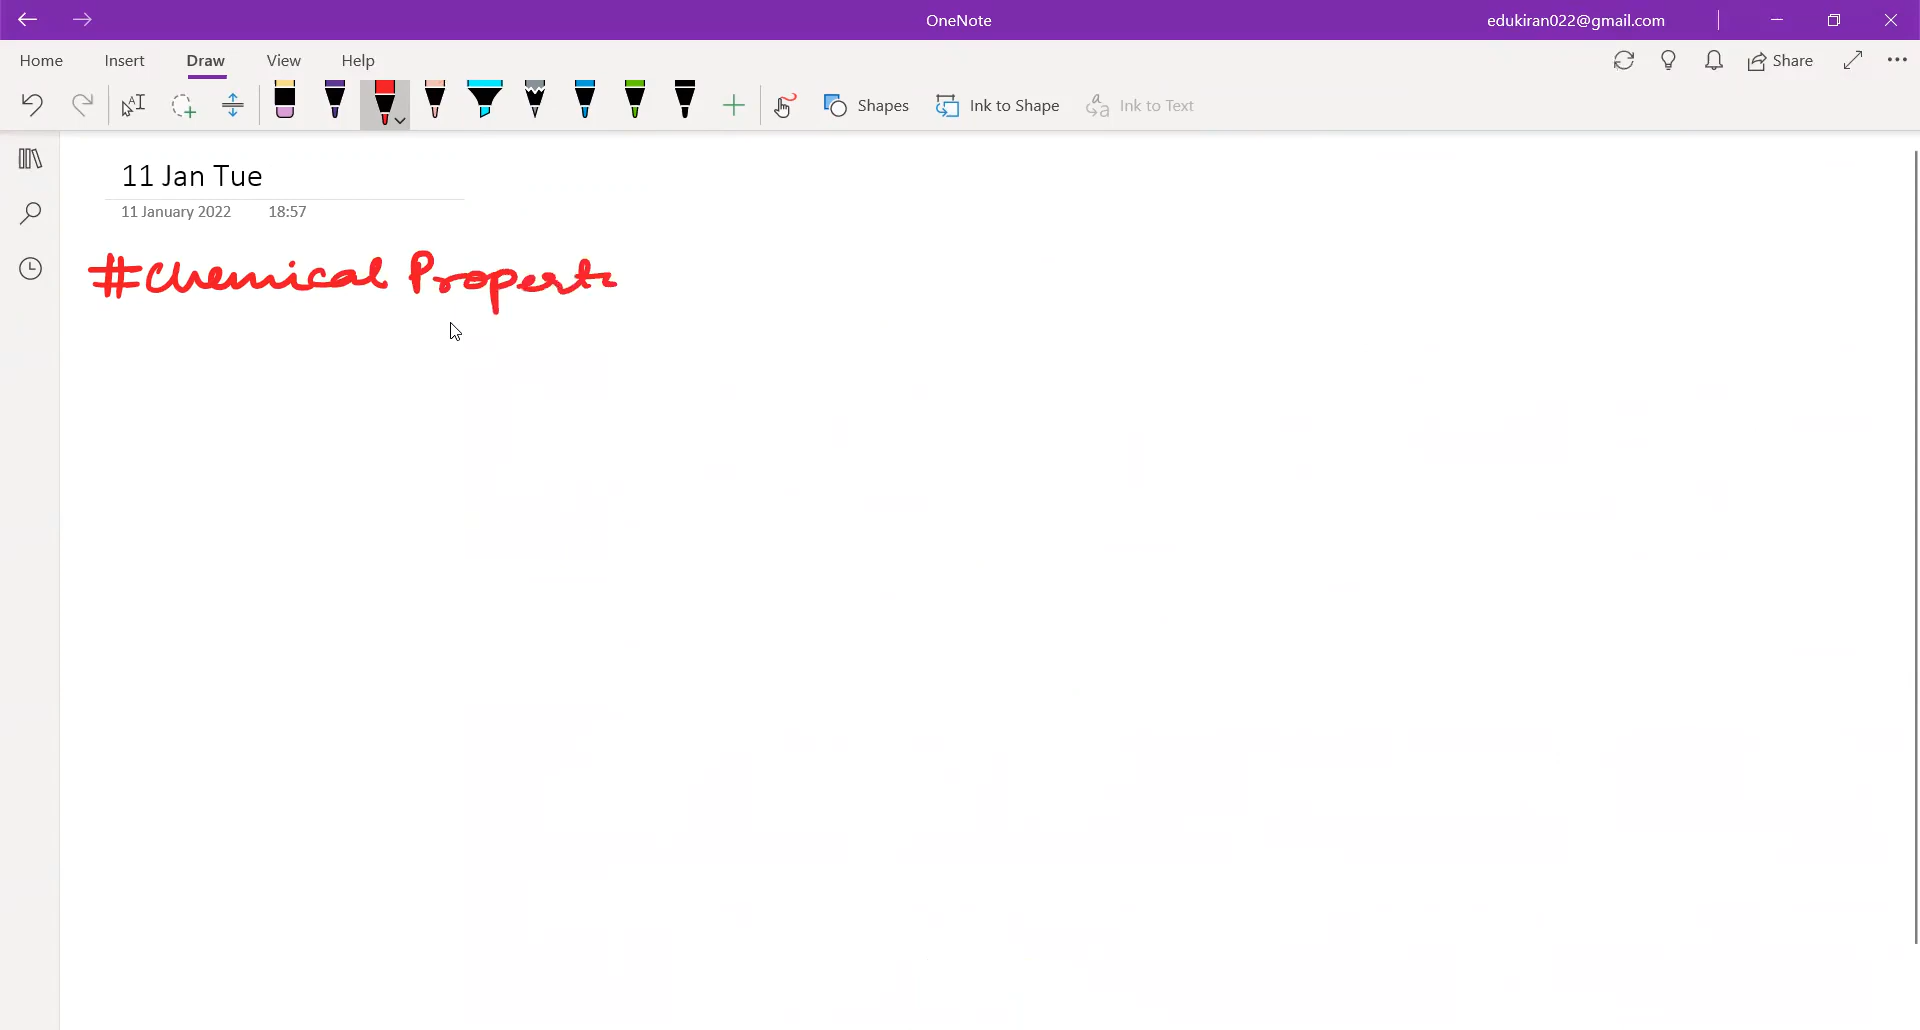 OneNote
edukiran022@gmail.com
Home Insert Draw View Help
Share
Shapes Ink to Shape Ink to Text
11 Jan Tue
11 January 2022 18:57
#Chemical Propert